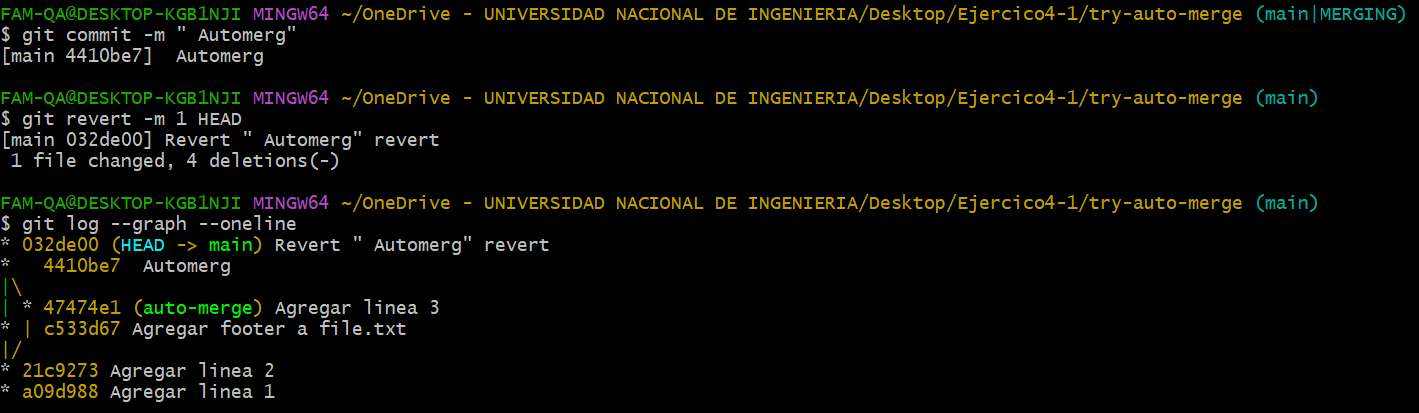 FAM-QA@DESKTOP-KGB1NJI MINGW64 ~/OneDrive - UNIVERSIDAD NACIONAL DE INGENIERIA/Desktop/Ejercico4-1/try-auto-merge (main|MERGING)
$ git commit -m " Automerg"
[main 4410be7]  Automerg

FAM-QA@DESKTOP-KGB1NJI MINGW64 ~/OneDrive - UNIVERSIDAD NACIONAL DE INGENIERIA/Desktop/Ejercico4-1/try-auto-merge (main)
$ git revert -m 1 HEAD
[main 032de00] Revert " Automerg" revert
 1 file changed, 4 deletions(-)

FAM-QA@DESKTOP-KGB1NJI MINGW64 ~/OneDrive - UNIVERSIDAD NACIONAL DE INGENIERIA/Desktop/Ejercico4-1/try-auto-merge (main)
$ git log --graph --oneline
* 032de00 (HEAD -> main) Revert " Automerg" revert
*   4410be7  Automerg
|\
| * 47474e1 (auto-merge) Agregar linea 3
* | c533d67 Agregar footer a file.txt
|/
* 21c9273 Agregar linea 2
* a09d988 Agregar linea 1